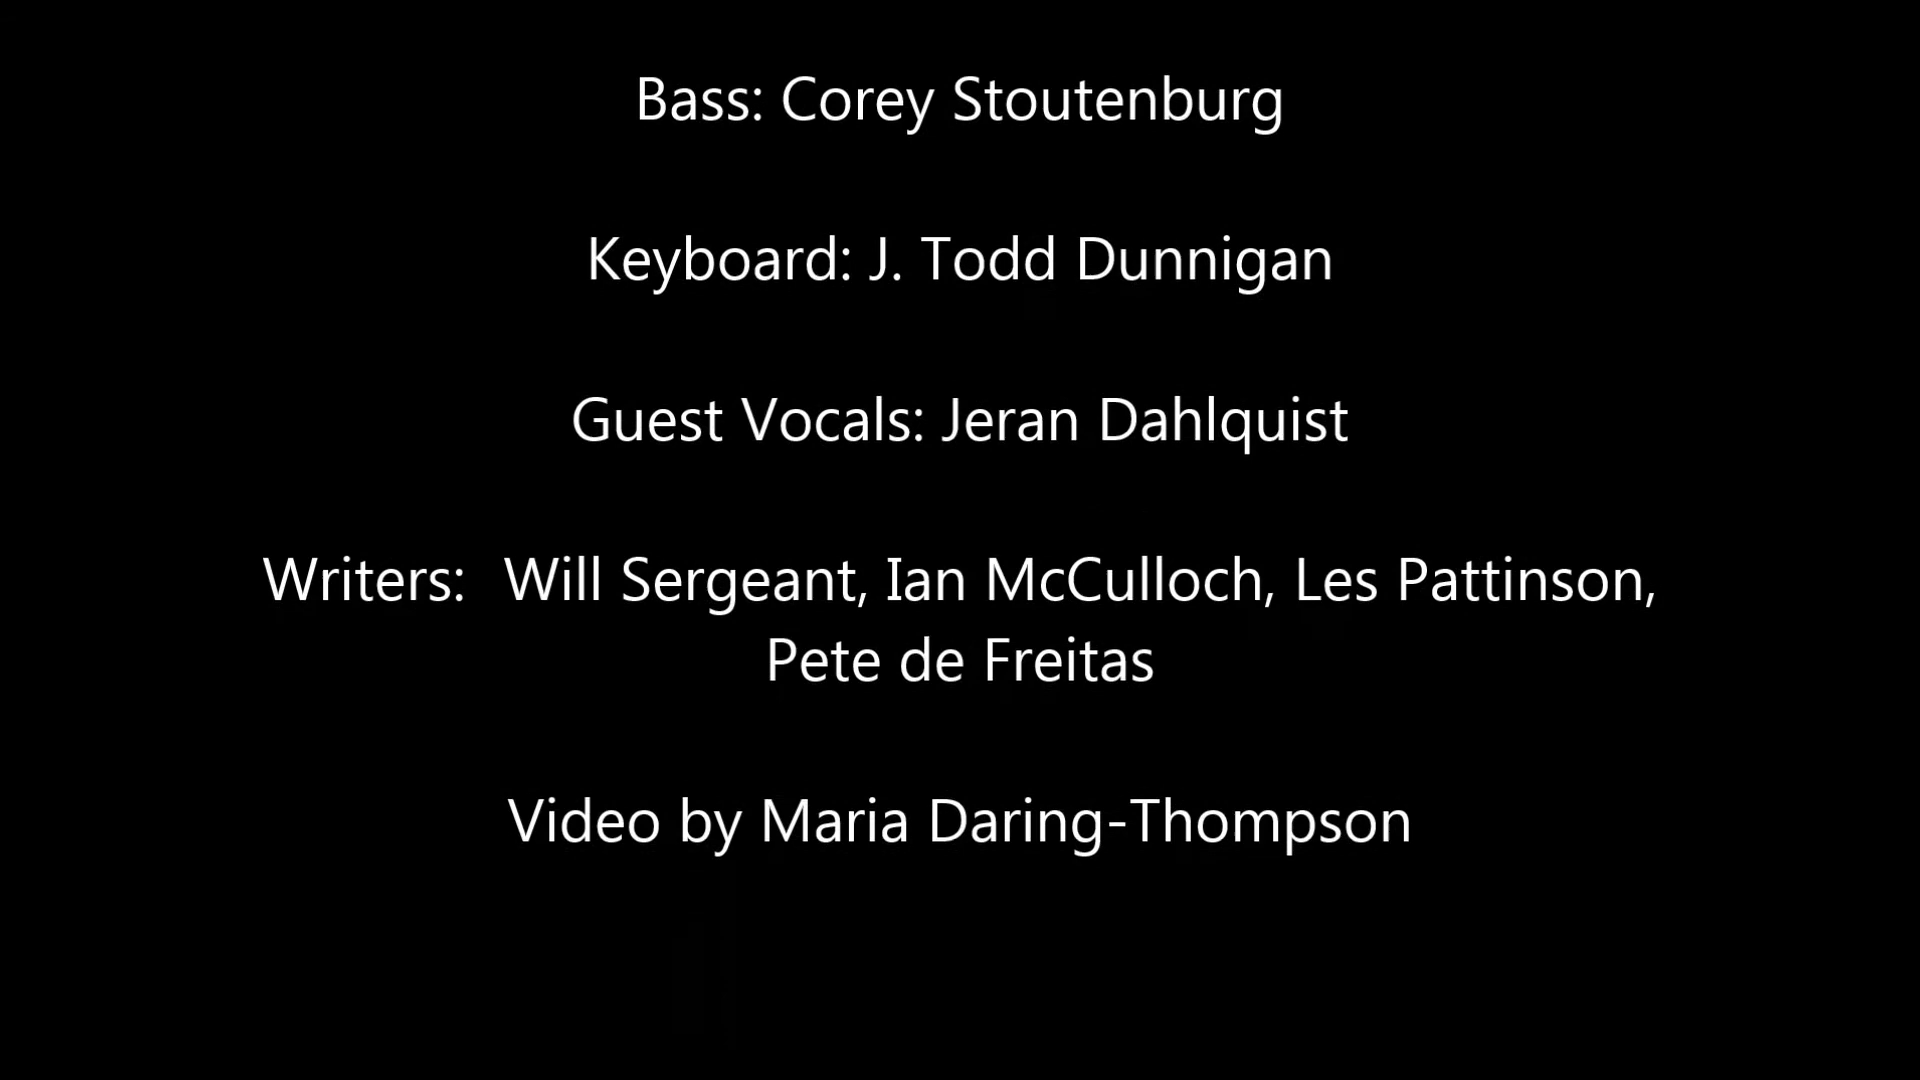 Bass: Corey Stoutenburg
Keyboard: J. Todd Dunnigan
Guest Vocals: Jeran Dahlquist
Writers:  Will Sergeant, Ian McCulloch, Les Pattinson,
Pete de Freitas
Video by Maria Daring-Thompson